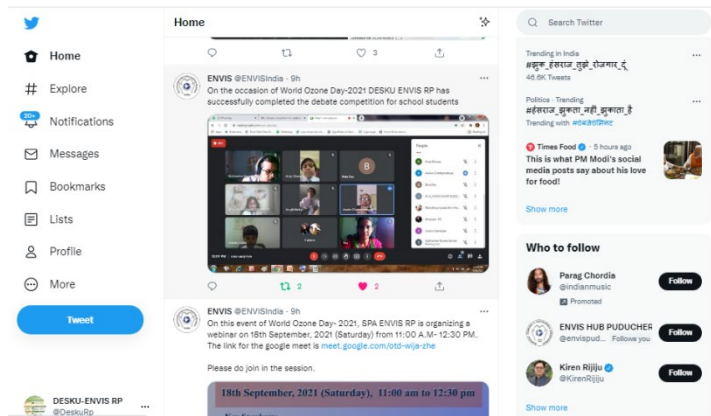 Home
Explore
20+
Notifications
Messages
Bookmarks
Lists
Profile
More
Tweet
DESKU-ENVIS RP
@DeskuRp
Home
3
ENVIS @ENVISIndia · 9h
On the occasion of World Ozone Day-2021 DESKU ENVIS RP has
successfully completed the debate competition for school students
People
B
2
2
ENVIS @ENVISIndia · 9h
On this event of World Ozone Day- 2021, SPA ENVIS RP is organizing a
webinar on 18th September, 2021 (Saturday) from 11:00 A.M- 12:30 PM.
The link for the google meet is meet.google.com/otd-wija-zhe
Please do join in the session.
18th September, 2021 (Saturday), 11:00 am to 12:30 pm
Search Twitter
Trending in India
#झुक_हंसराज_तुझे_रोजगार_दूं
46.6K Tweets
Politics · Trending
#हंसराज_झुकता_नहीं_झुकाता_है
Trending with
Times Food · 5 hours ago
This is what PM Modi's social
media posts say about his love
for food!
Show more
Who to follow
Parag Chordia
@indianmusic
Follow
Promoted
ENVIS HUB PUDUCHER
@envispud... Follows you
Follow
Kiren Rijiju
@KirenRijiju
Follow
Show more